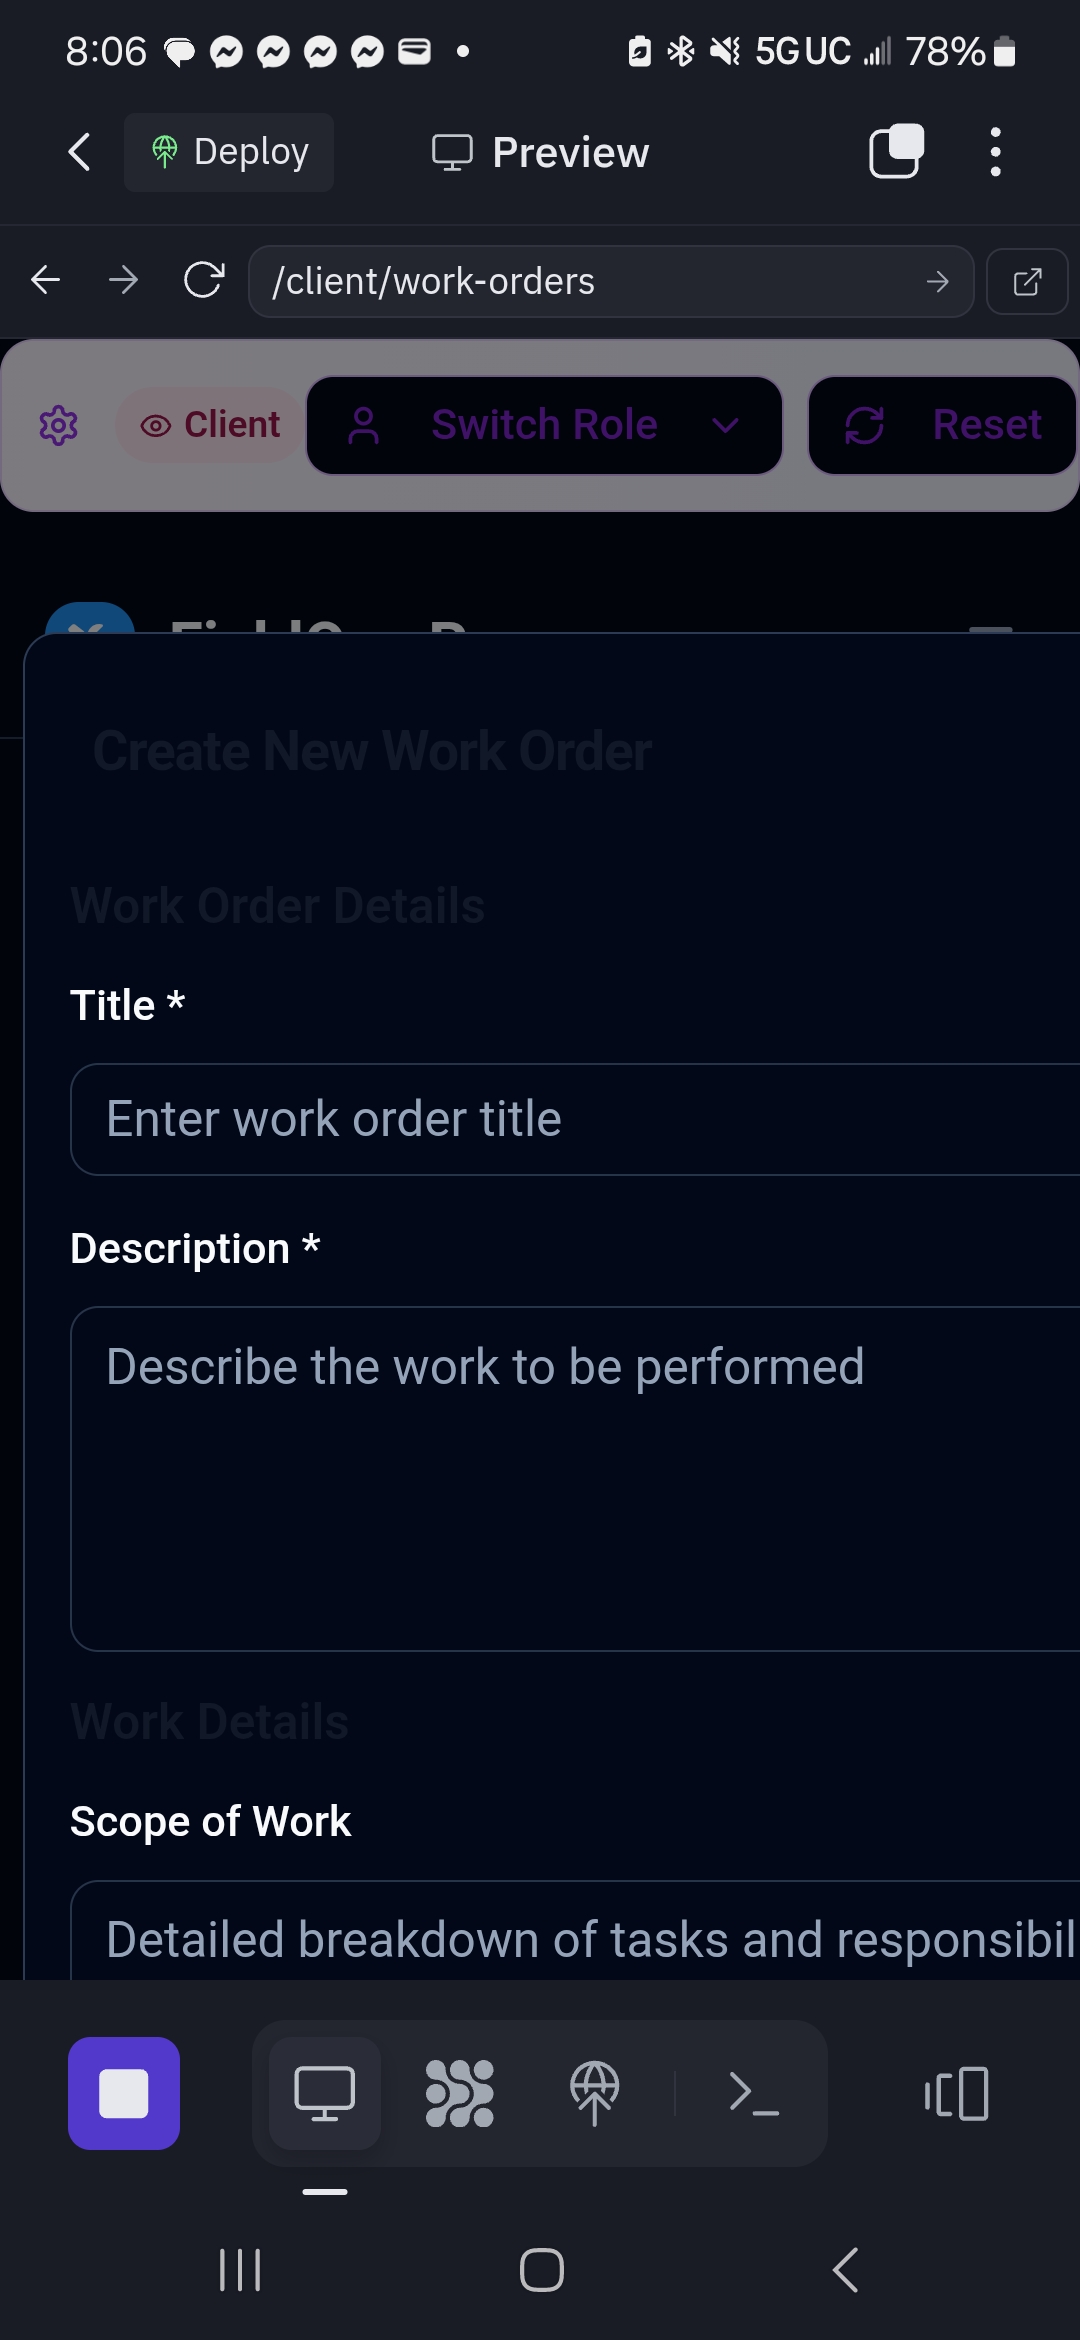 8:06 5G UC 78%
Deploy Preview
/client/work-orders
Client Switch Role Reset
Create New Work Order
Work Order Details
Title *
Enter work order title
Description *
Describe the work to be performed
Work Details
Scope of Work
Detailed breakdown of tasks and responsibil